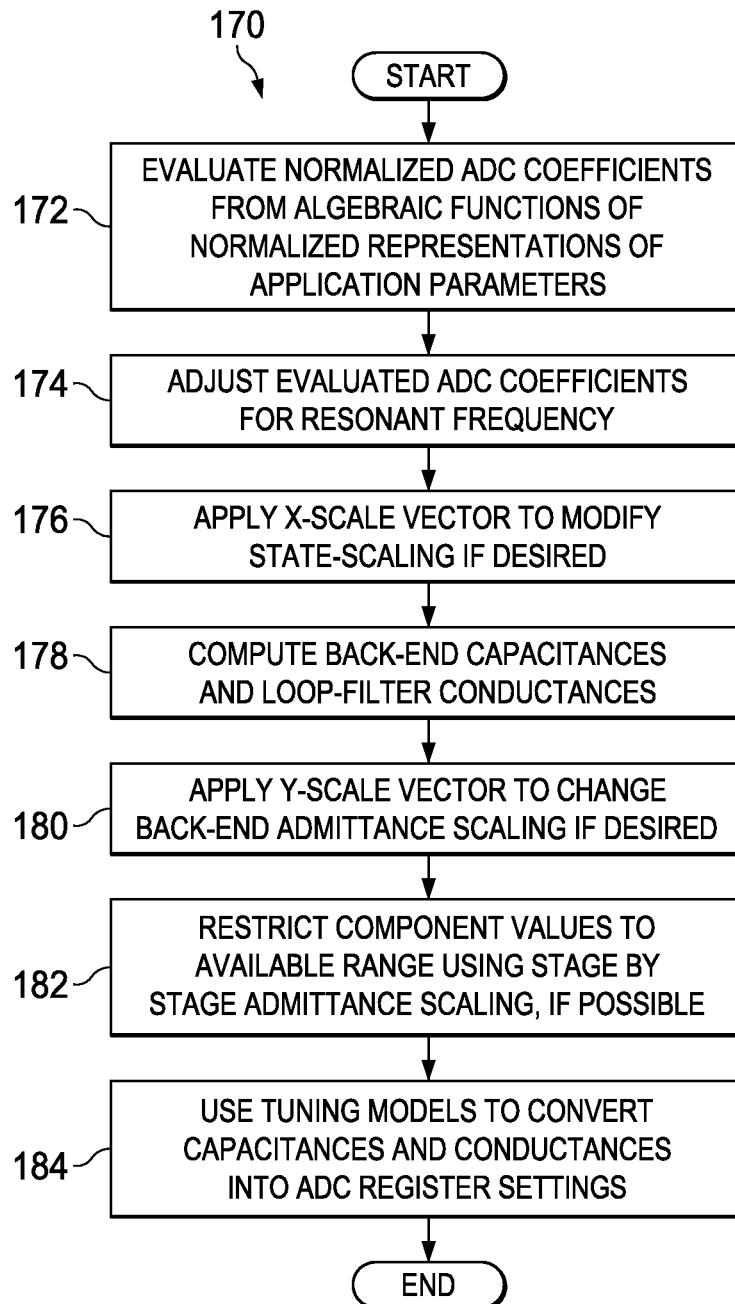 170
START
172
EVALUATE NORMALIZED ADC COEFFICIENTS
FROM ALGEBRAIC FUNCTIONS OF
NORMALIZED REPRESENTATIONS OF
APPLICATION PARAMETERS
174
ADJUST EVALUATED ADC COEFFICIENTS
FOR RESONANT FREQUENCY
176
APPLY X-SCALE VECTOR TO MODIFY
STATE-SCALING IF DESIRED
178
COMPUTE BACK-END CAPACITANCES
AND LOOP-FILTER CONDUCTANCES
180
APPLY Y-SCALE VECTOR TO CHANGE
BACK-END ADMITTANCE SCALING IF DESIRED
182
RESTRICT COMPONENT VALUES TO
AVAILABLE RANGE USING STAGE BY
STAGE ADMITTANCE SCALING, IF POSSIBLE
184
USE TUNING MODELS TO CONVERT
CAPACITANCES AND CONDUCTANCES
INTO ADC REGISTER SETTINGS
END